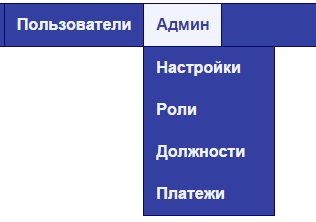 Пользователи Админ
Настройки
Роли
Должности
Платежи